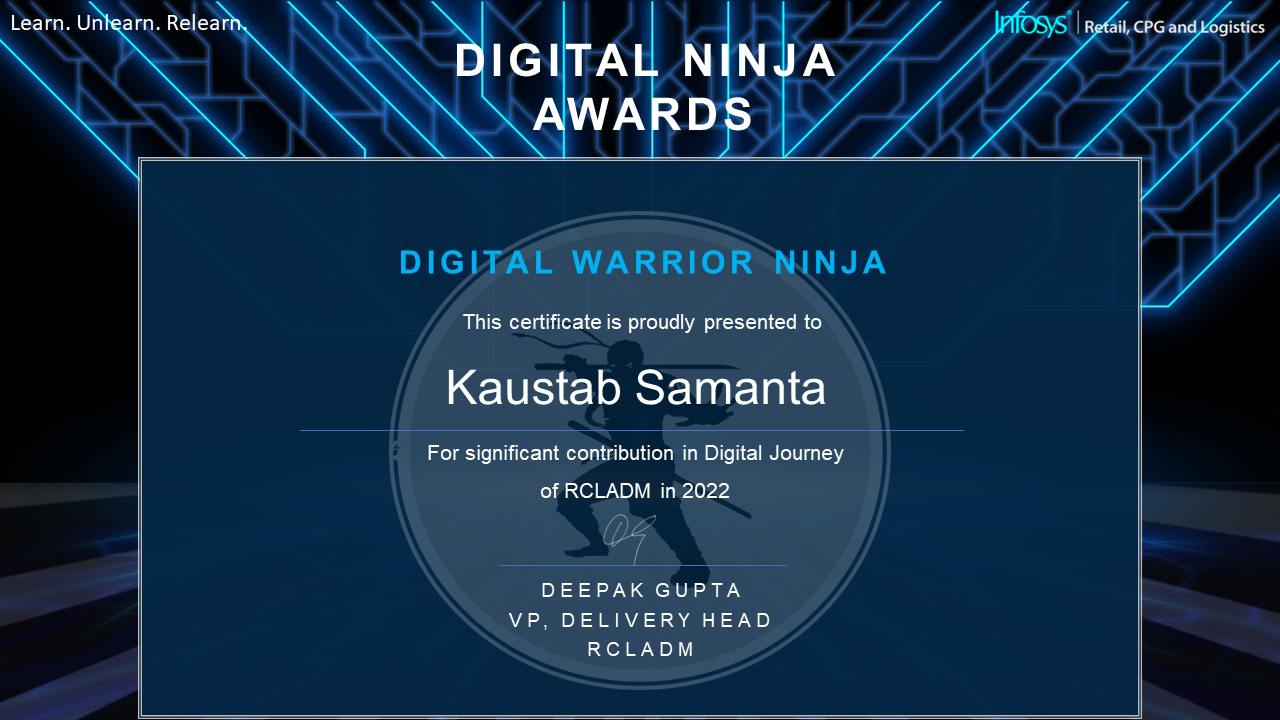 Learn. Unlearn. Relearn.
Infosys | Retail, CPG and Logistics
DIGITAL NINJA
AWARDS
DIGITAL WARRIOR NINJA
This certificate is proudly presented to
Kaustab Samanta
For significant contribution in Digital Journey
of RCLADM in 2022
DEEPAK GUPTA
VP, DELIVERY HEAD
RCLADM